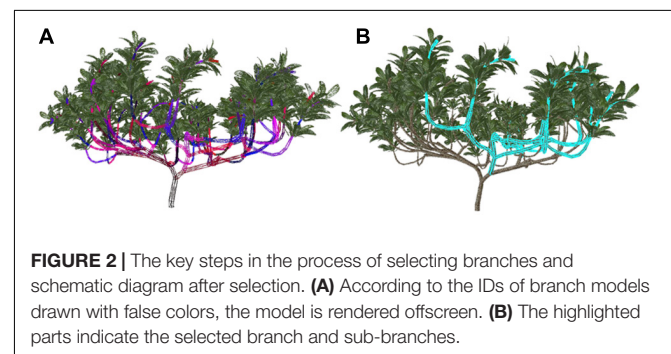 A
B
FIGURE 2 | The key steps in the process of selecting branches and
schematic diagram after selection. (A) According to the IDs of branch models
drawn with false colors, the model is rendered offscreen. (B) The highlighted
parts indicate the selected branch and sub-branches.